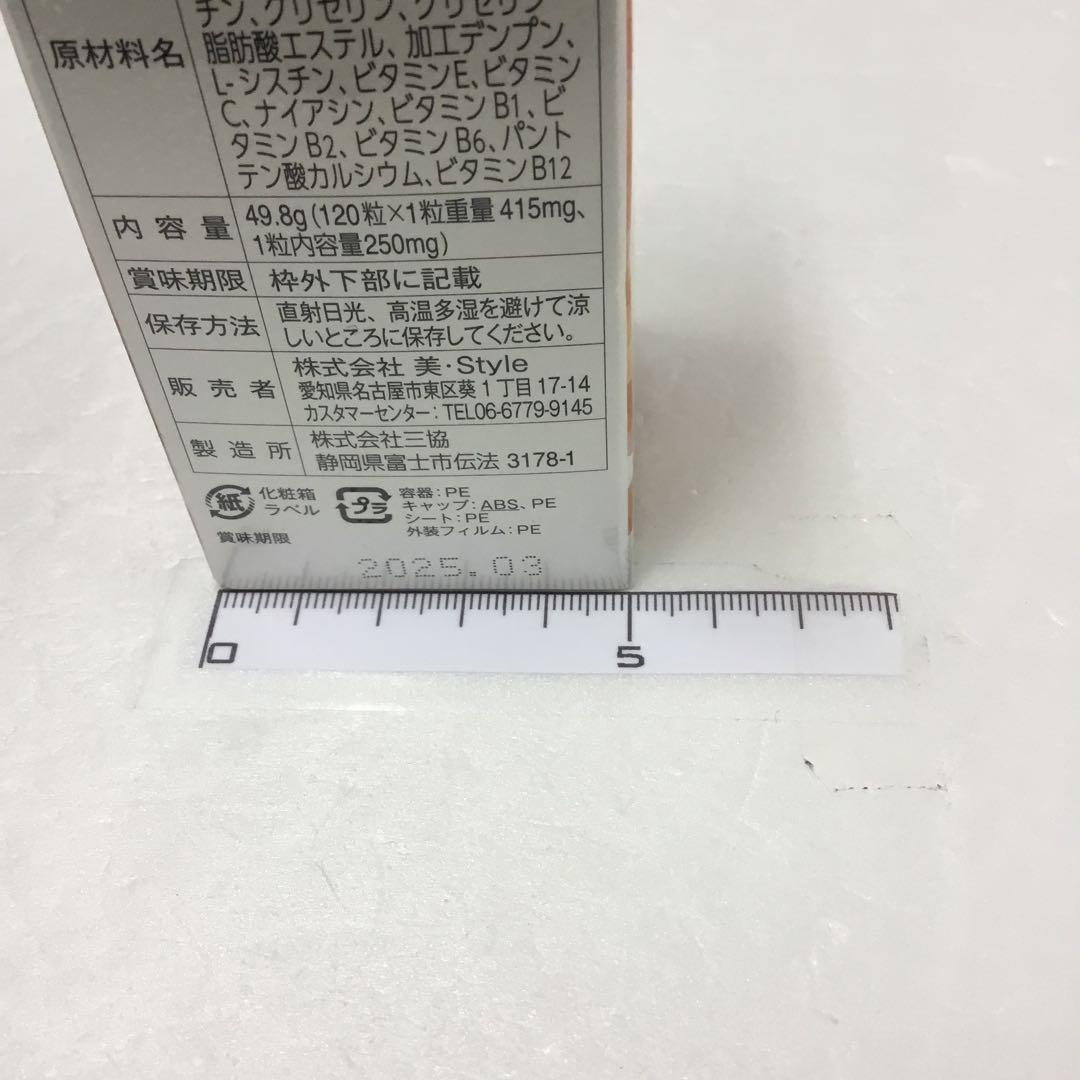 原材料名
チン、グリセリン、グリセリン
脂肪酸エステル、加工デンプン、
L-シスチン、ビタミンE、ビタミン
C、ナイアシン、ビタミンB1、ビ
タミンB2、ビタミンB6、パント
テン酸カルシウム、ビタミンB12
内容量
49.8g(120粒×1粒重量415mg、
1粒内容量250mg)
賞味期限
枠外下部に記載
保存方法
直射日光、高温多湿を避けて涼
しいところに保存してください。
販売者
株式会社 美・Style
愛知県名古屋市東区葵1丁目17-14
カスタマーセンター:TEL06-6779-9145
製造所
株式会社三協
静岡県富士市伝法 3178-1
紙
化粧箱
ラベル
プラ
容器:PE
キャップ:ABS、PE
シート:PE
外装フィルム:PE
賞味期限
2025.03
0
5